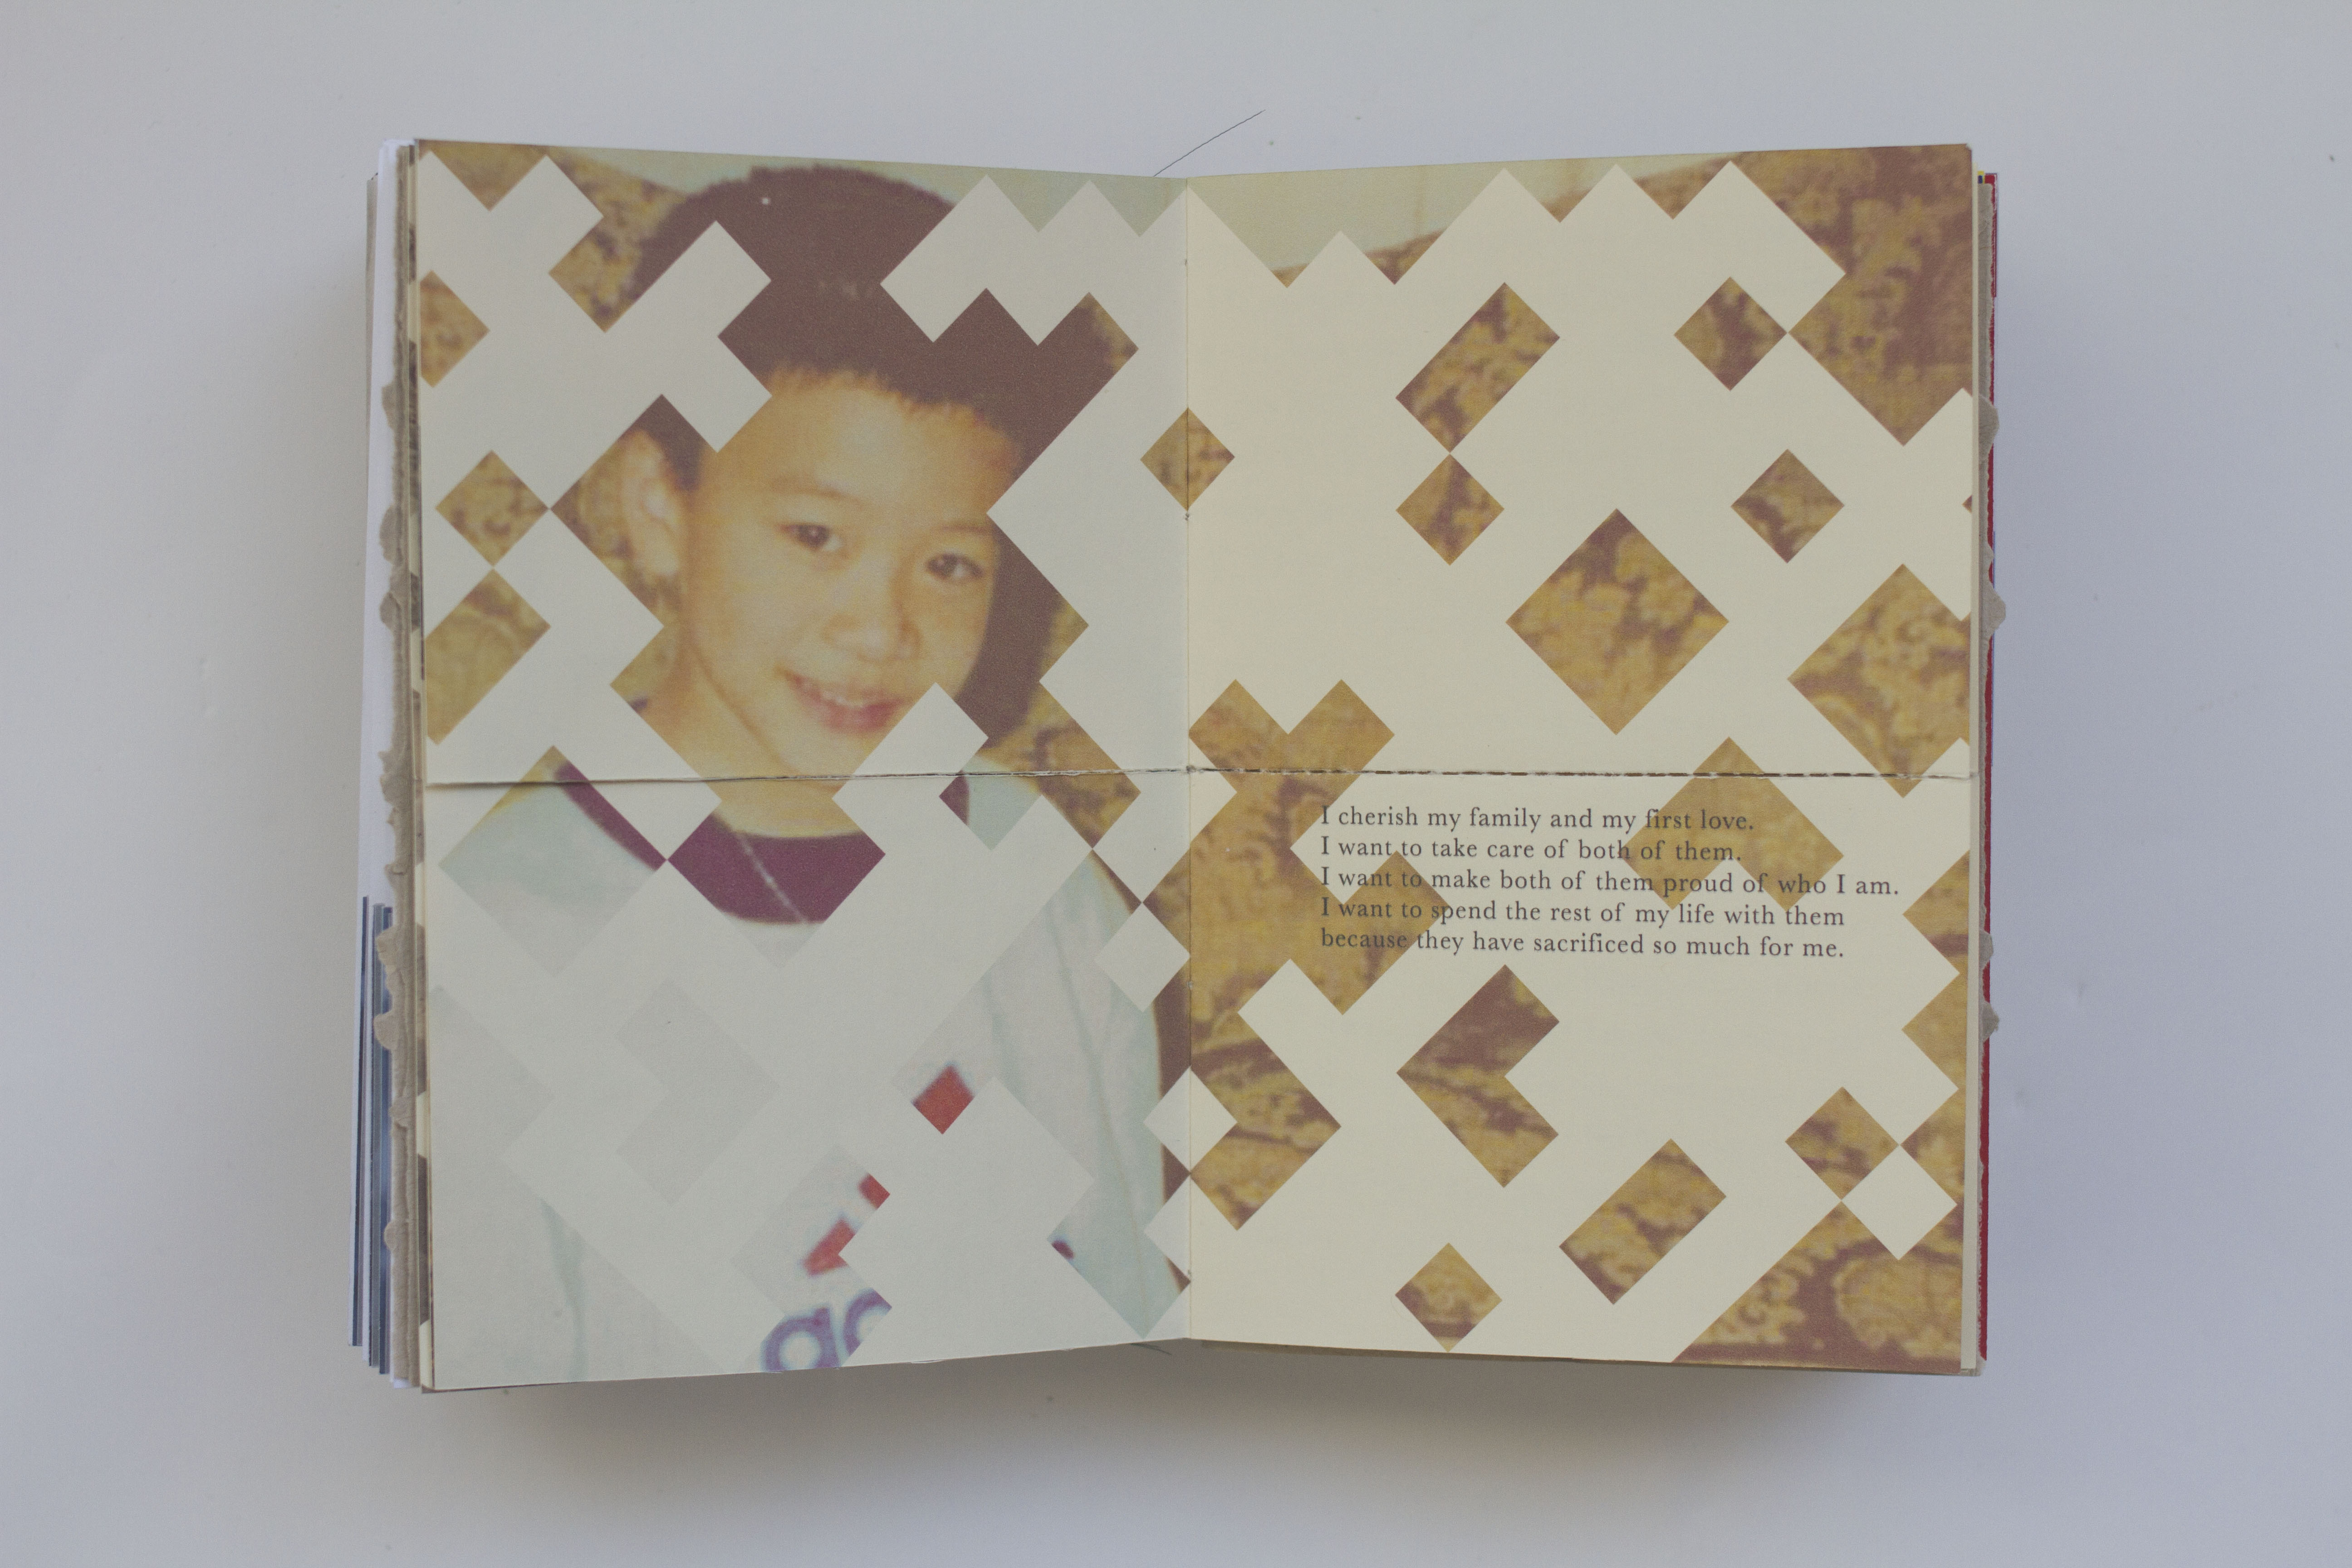 I cherish my family and my first love.
I want to take care of both of them.
I want to make both of them proud of who I am.
I want to spend the rest of my life with them
because they have sacrificed so much for me.